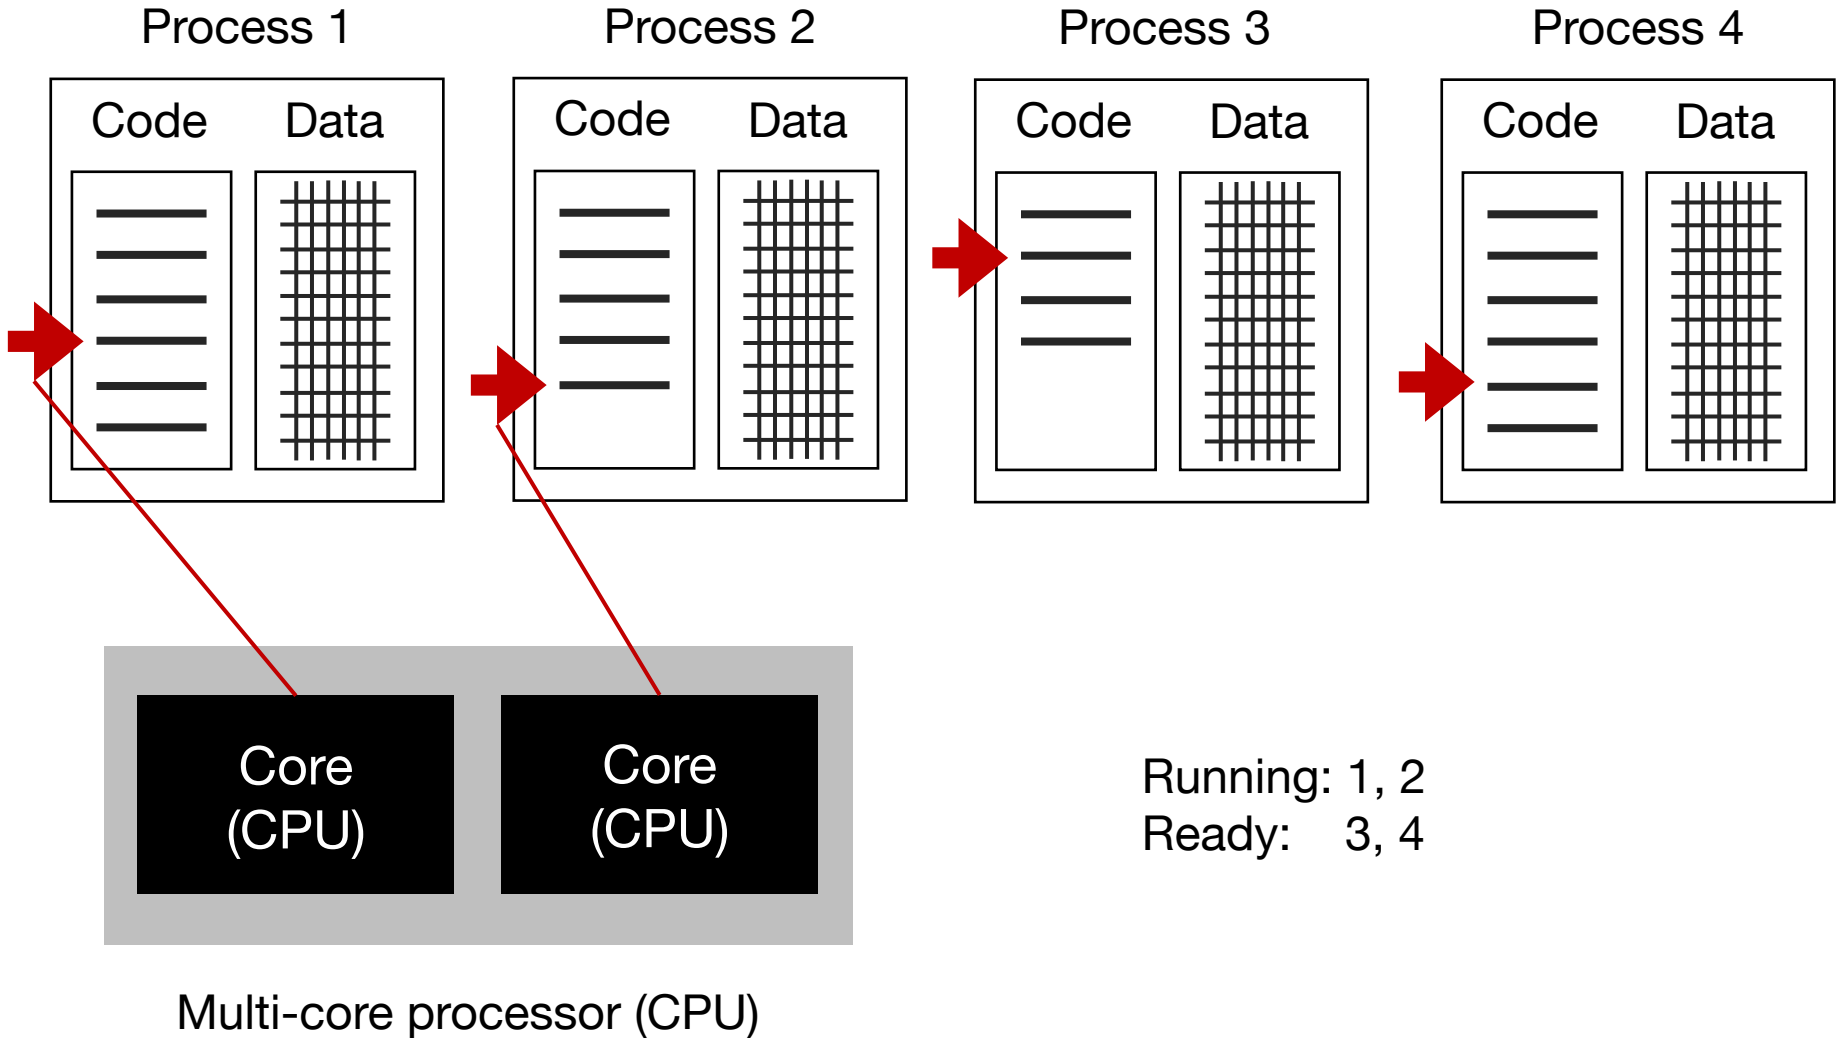 Process 1
Process 2
Process 3
Process 4
Code Data
Code Data
Code Data
Code Data
Core
(CPU)
Core
(CPU)
Running: 1, 2
Ready: 3, 4
Multi-core processor (CPU)